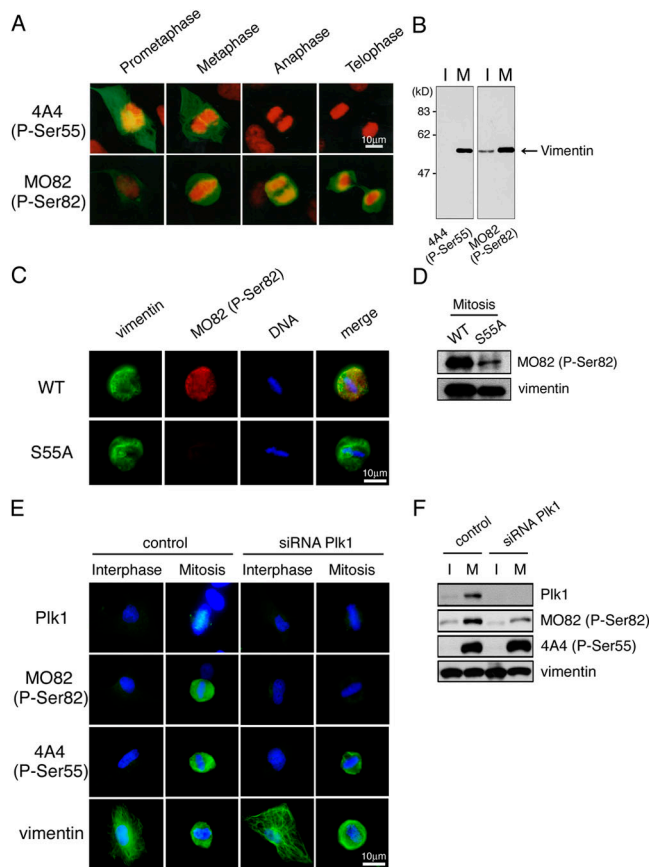 A
Prometaphase
Metaphase
Anaphase
Telophase
4A4
(P-Ser55)
10μm
MO82
(P-Ser82)
B
I M I M
(kD)
83 -
62 -
47 -
← Vimentin
4A4
(P-Ser55)
MO82
(P-Ser82)
C
vimentin
MO82 (P-Ser82)
DNA
merge
WT
S55A
10μm
D
Mitosis
WT S55A
MO82 (P-Ser82)
vimentin
E
control siRNA Plk1
Interphase Mitosis Interphase Mitosis
Plk1
MO82
(P-Ser82)
4A4
(P-Ser55)
vimentin
10μm
F
control
siRNA Plk1
I M I M
Plk1
MO82 (P-Ser82)
4A4 (P-Ser55)
vimentin